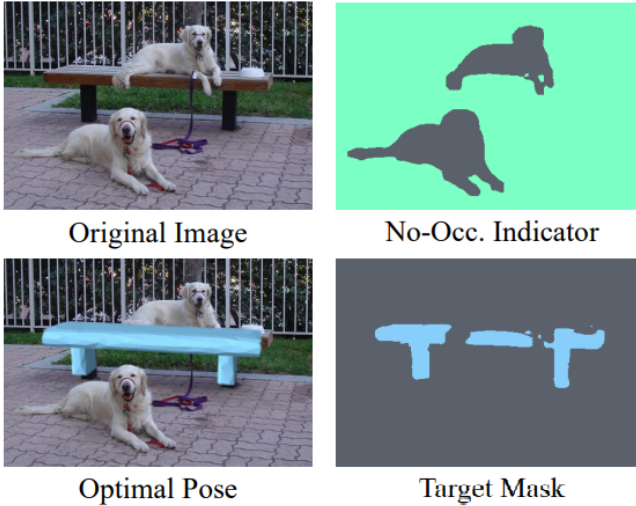 Original Image
No-Occ. Indicator
Optimal Pose
Target Mask